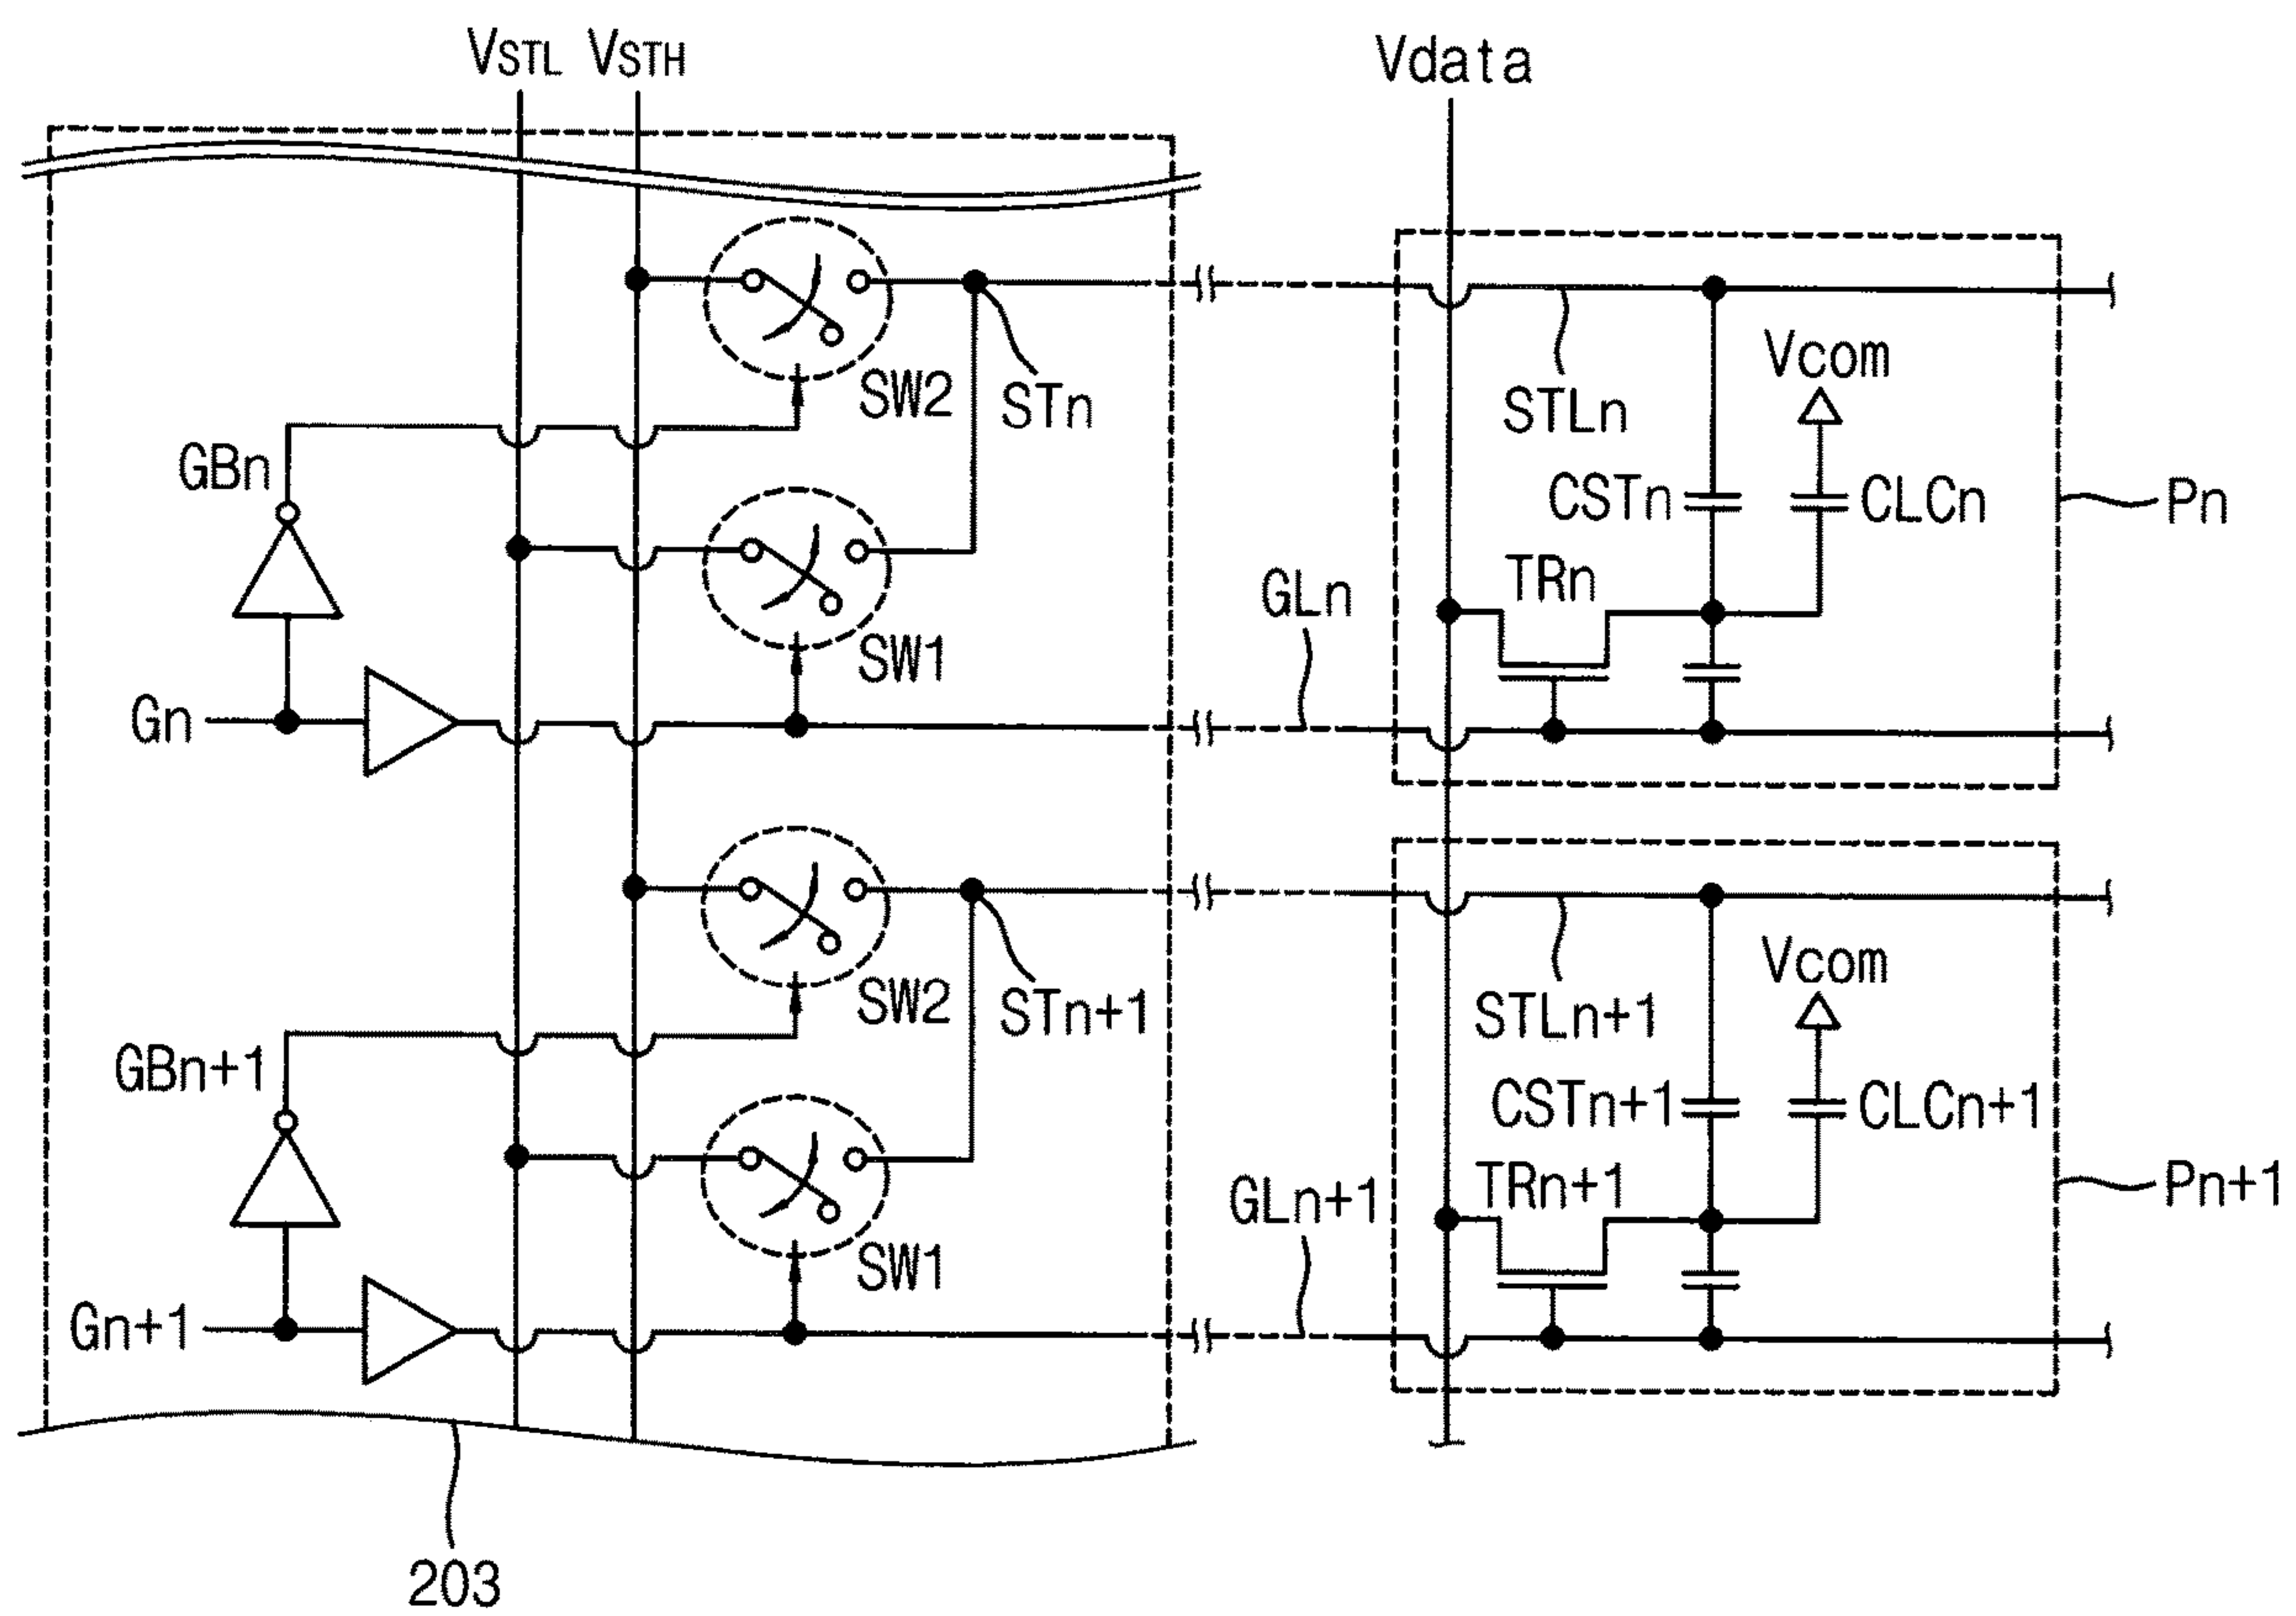 VSTL VSTH Vdata
SW2
STn
STLn
Vcom
GBn
CSTn
CLCn
Pn
TRn
GLn
SW1
Gn
SW2
STn+1
STLn+1
Vcom
GBn+1
CSTn+1
CLCn+1
TRn+1
Pn+1
GLn+1
SW1
Gn+1
203